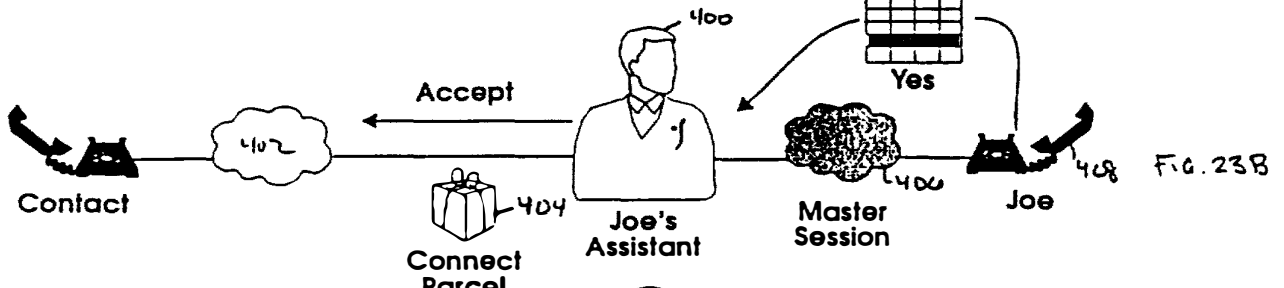 400
Yes
Accept
402
406
408
FIG. 23B
Contact
404
Joe's
Assistant
Master
Session
Joe
Connect
Parcel